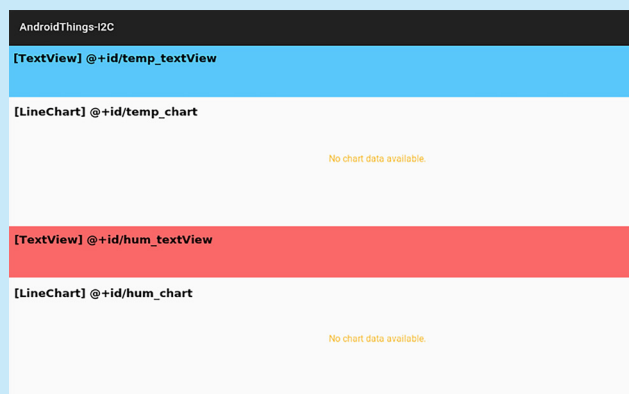 AndroidThings-I2C
[TextView] @+id/temp_textView
[LineChart] @+id/temp_chart
No chart data available.
[TextView] @+id/hum_textView
[LineChart] @+id/hum_chart
No chart data available.